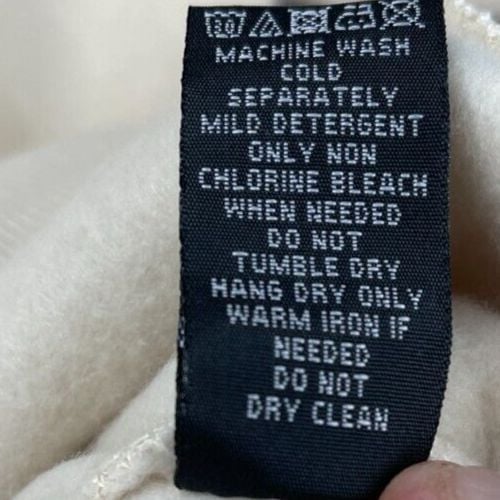 MACHINE WASH
COLD
SEPARATELY
MILD DETERGENT
ONLY NON
CHLORINE BLEACH
WHEN NEEDED
DO NOT
TUMBLE DRY
HANG DRY ONLY
WARM IRON IF
NEEDED
DO NOT
DRY CLEAN